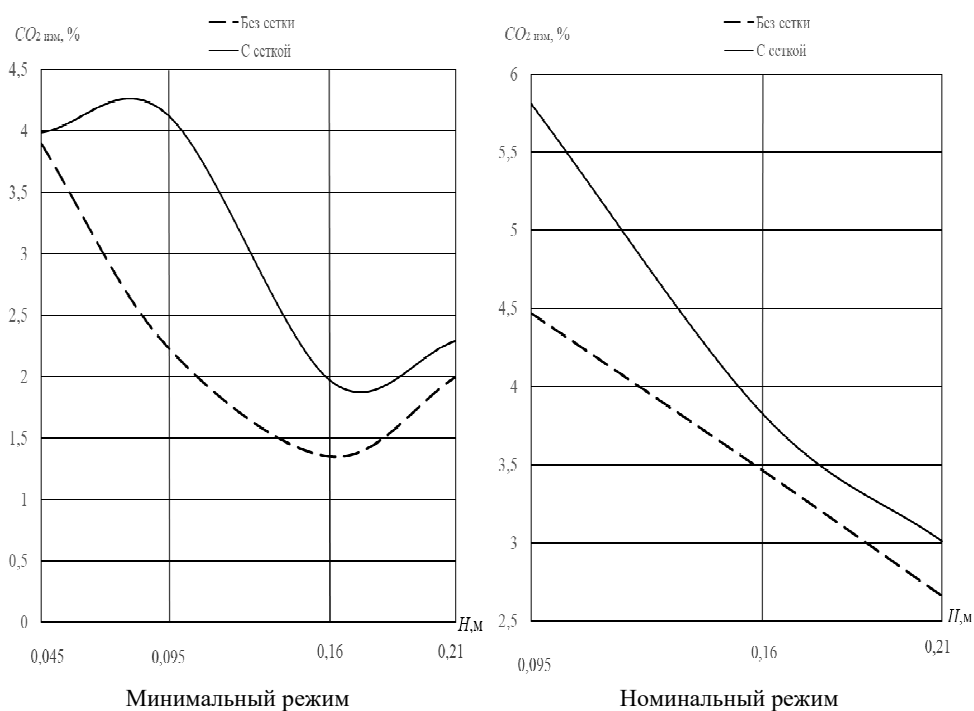 Без сетки
С сеткой
CO2 изм, %
4,5
4
3,5
3
2,5
2
1,5
1
0,5
0
0,045
0,095
0,16
0,21
H,м
Минимальный режим
Без сетки
С сеткой
CO2 изм, %
6
5,5
5
4,5
4
3,5
3
2,5
0,095
0,16
0,21
H,м
Номинальный режим